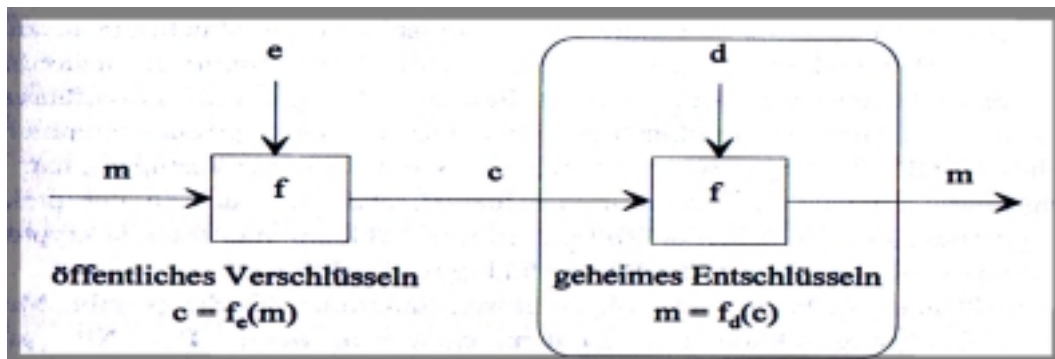 e
d
m
f
c
f
m
öffentliches Verschlüsseln
geheimes Entschlüsseln
c = fe(m)
m = fd(c)